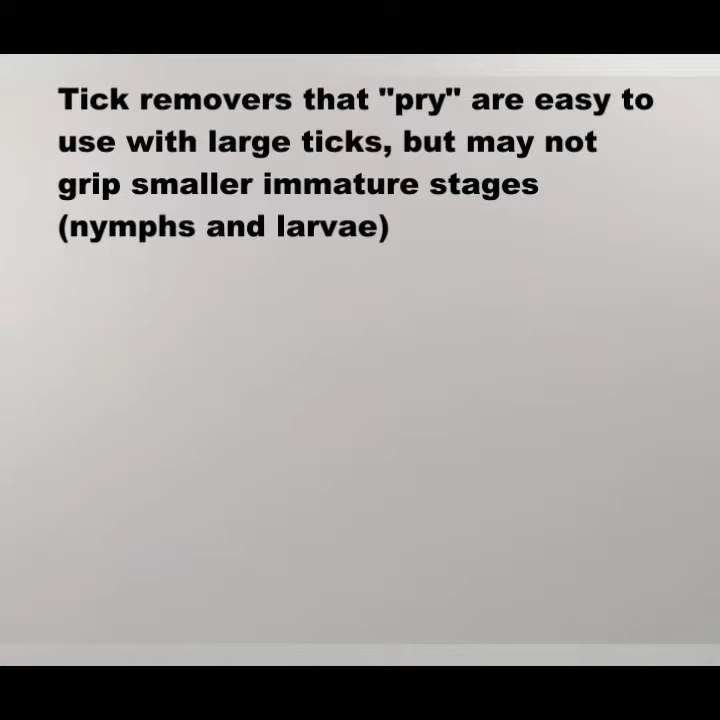 Tick removers that "pry" are easy to
use with large ticks, but may not
grip smaller immature stages
(nymphs and larvae)